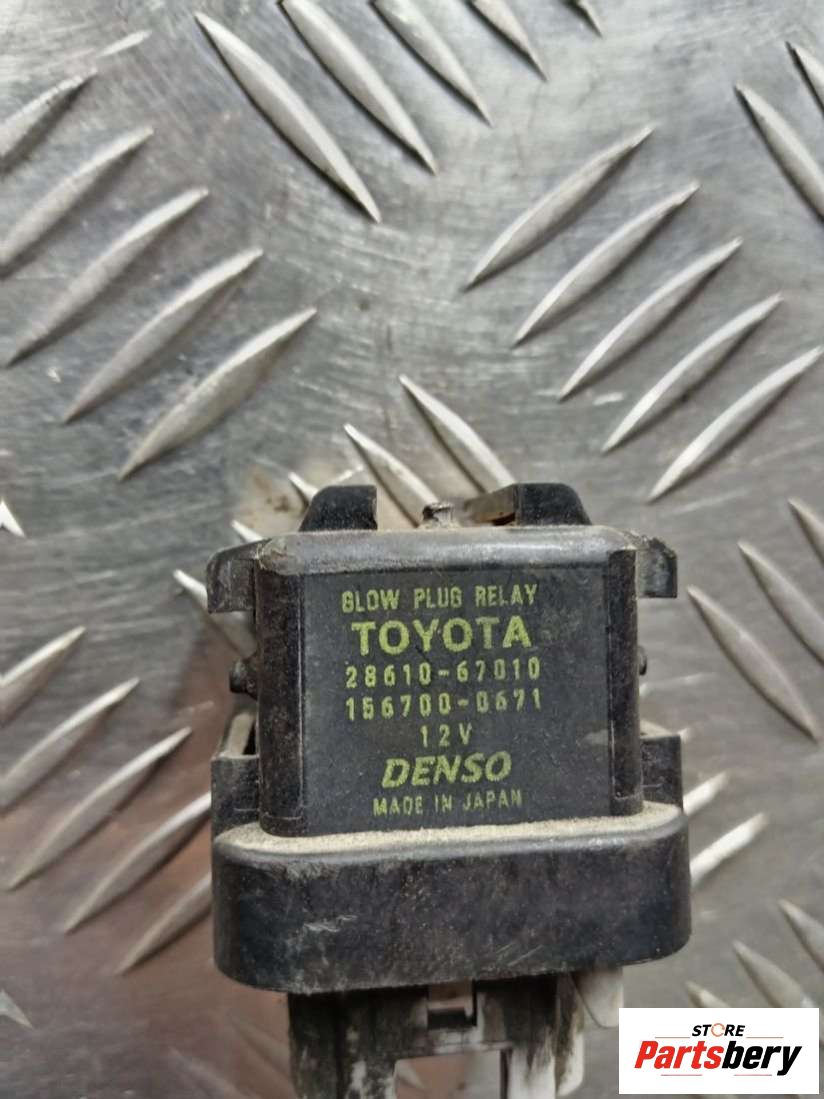 GLOW PLUG RELAY
TOYOTA
28610-67010
156700-0671
12V
DENSO
MADE IN JAPAN
STORE
Partsbery